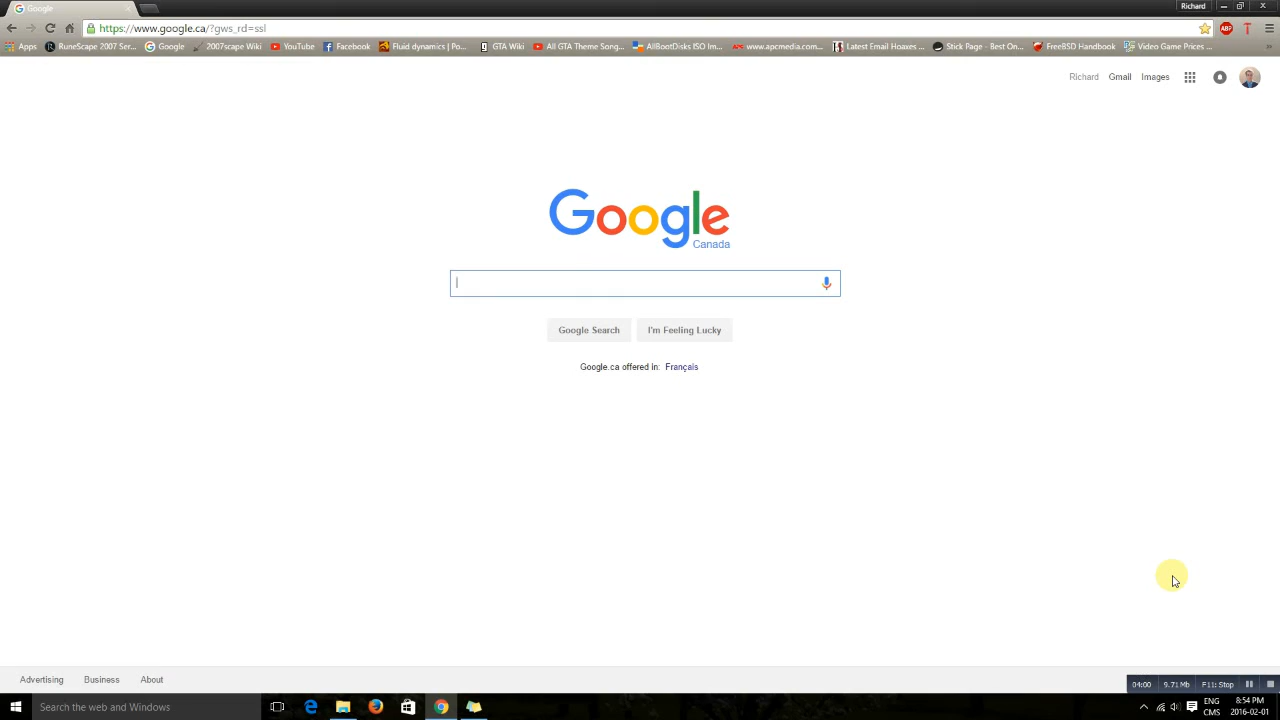 Google
Richard
https://www.google.ca/?gws_rd=ssl
ABP
Apps
RuneScape 2007 Ser...
Google
2007scape Wiki
YouTube
Facebook
Fluid dynamics | Po...
GTA Wiki
All GTA Theme Song...
AllBootDisks ISO Im...
www.apcmedia.com...
Latest Email Hoaxes ...
Stick Page - Best On...
FreeBSD Handbook
Video Game Prices ...
Richard Gmail Images
Google
Canada
Google Search
I'm Feeling Lucky
Google.ca offered in: Français
Advertising Business About
04:00 9.71Mb F11: Stop
Search the web and Windows
ENG
CMS
8:54 PM
2016-02-01